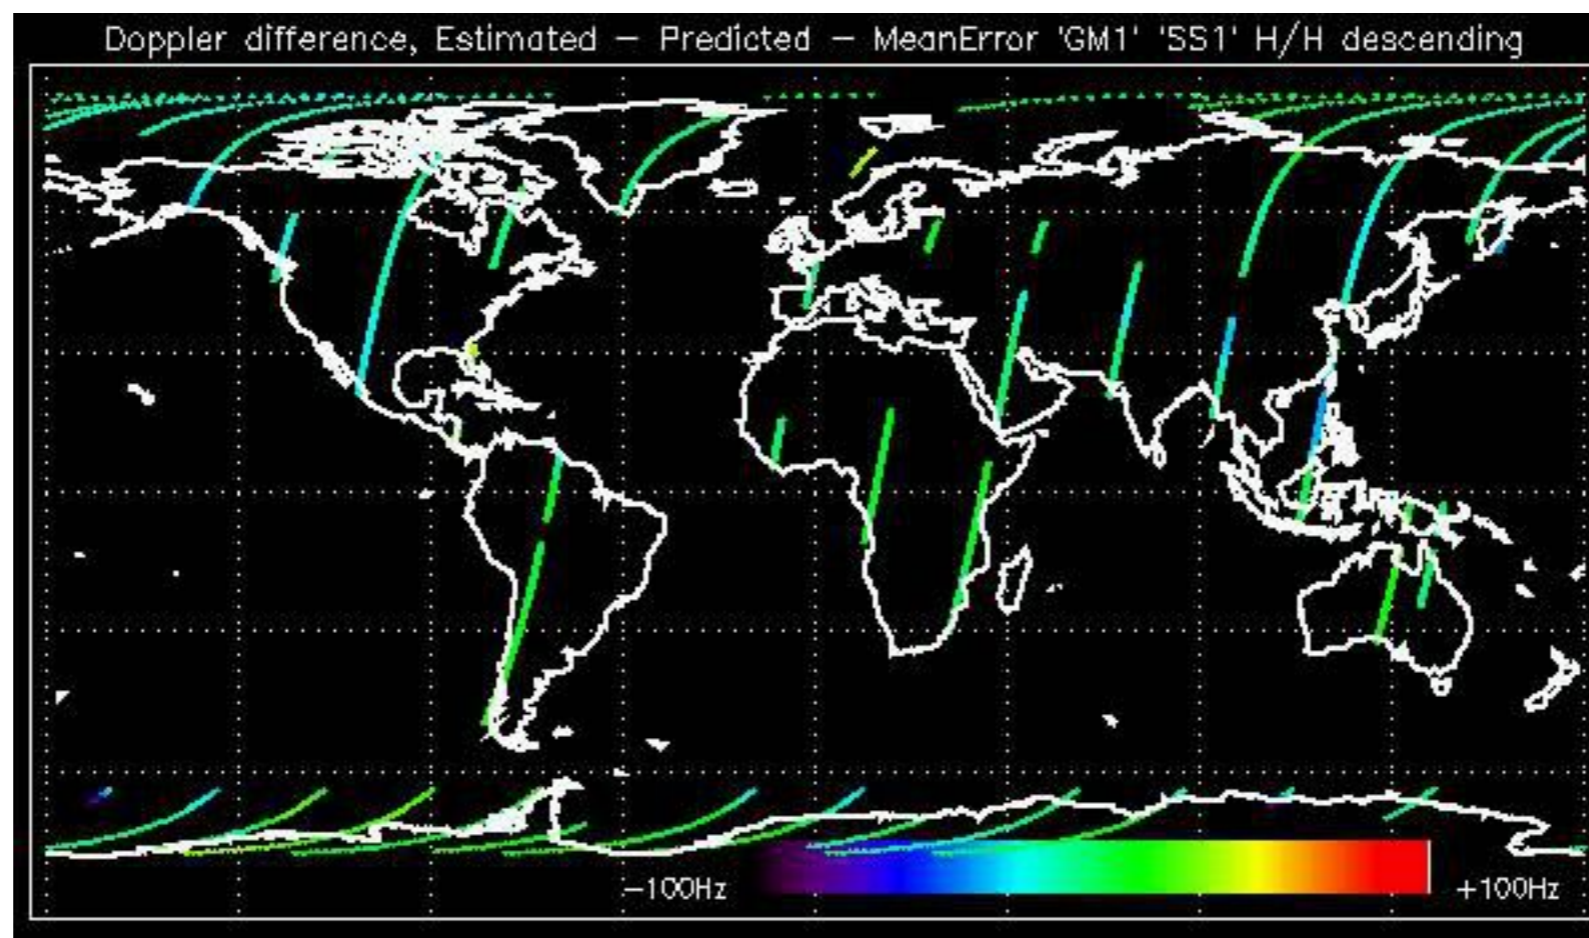 Doppler difference, Estimated – Predicted – MeanError 'GM1' 'SS1' H/H descending
–100Hz +100Hz